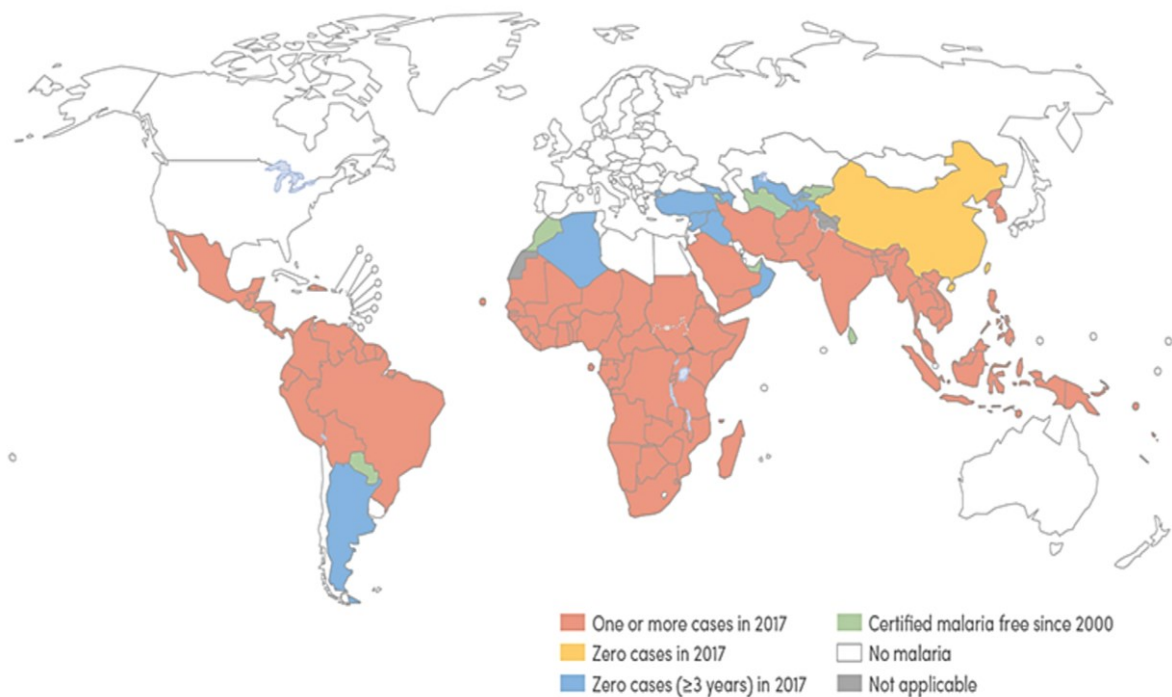 One or more cases in 2017
Zero cases in 2017
Zero cases (≥3 years) in 2017
Certified malaria free since 2000
No malaria
Not applicable